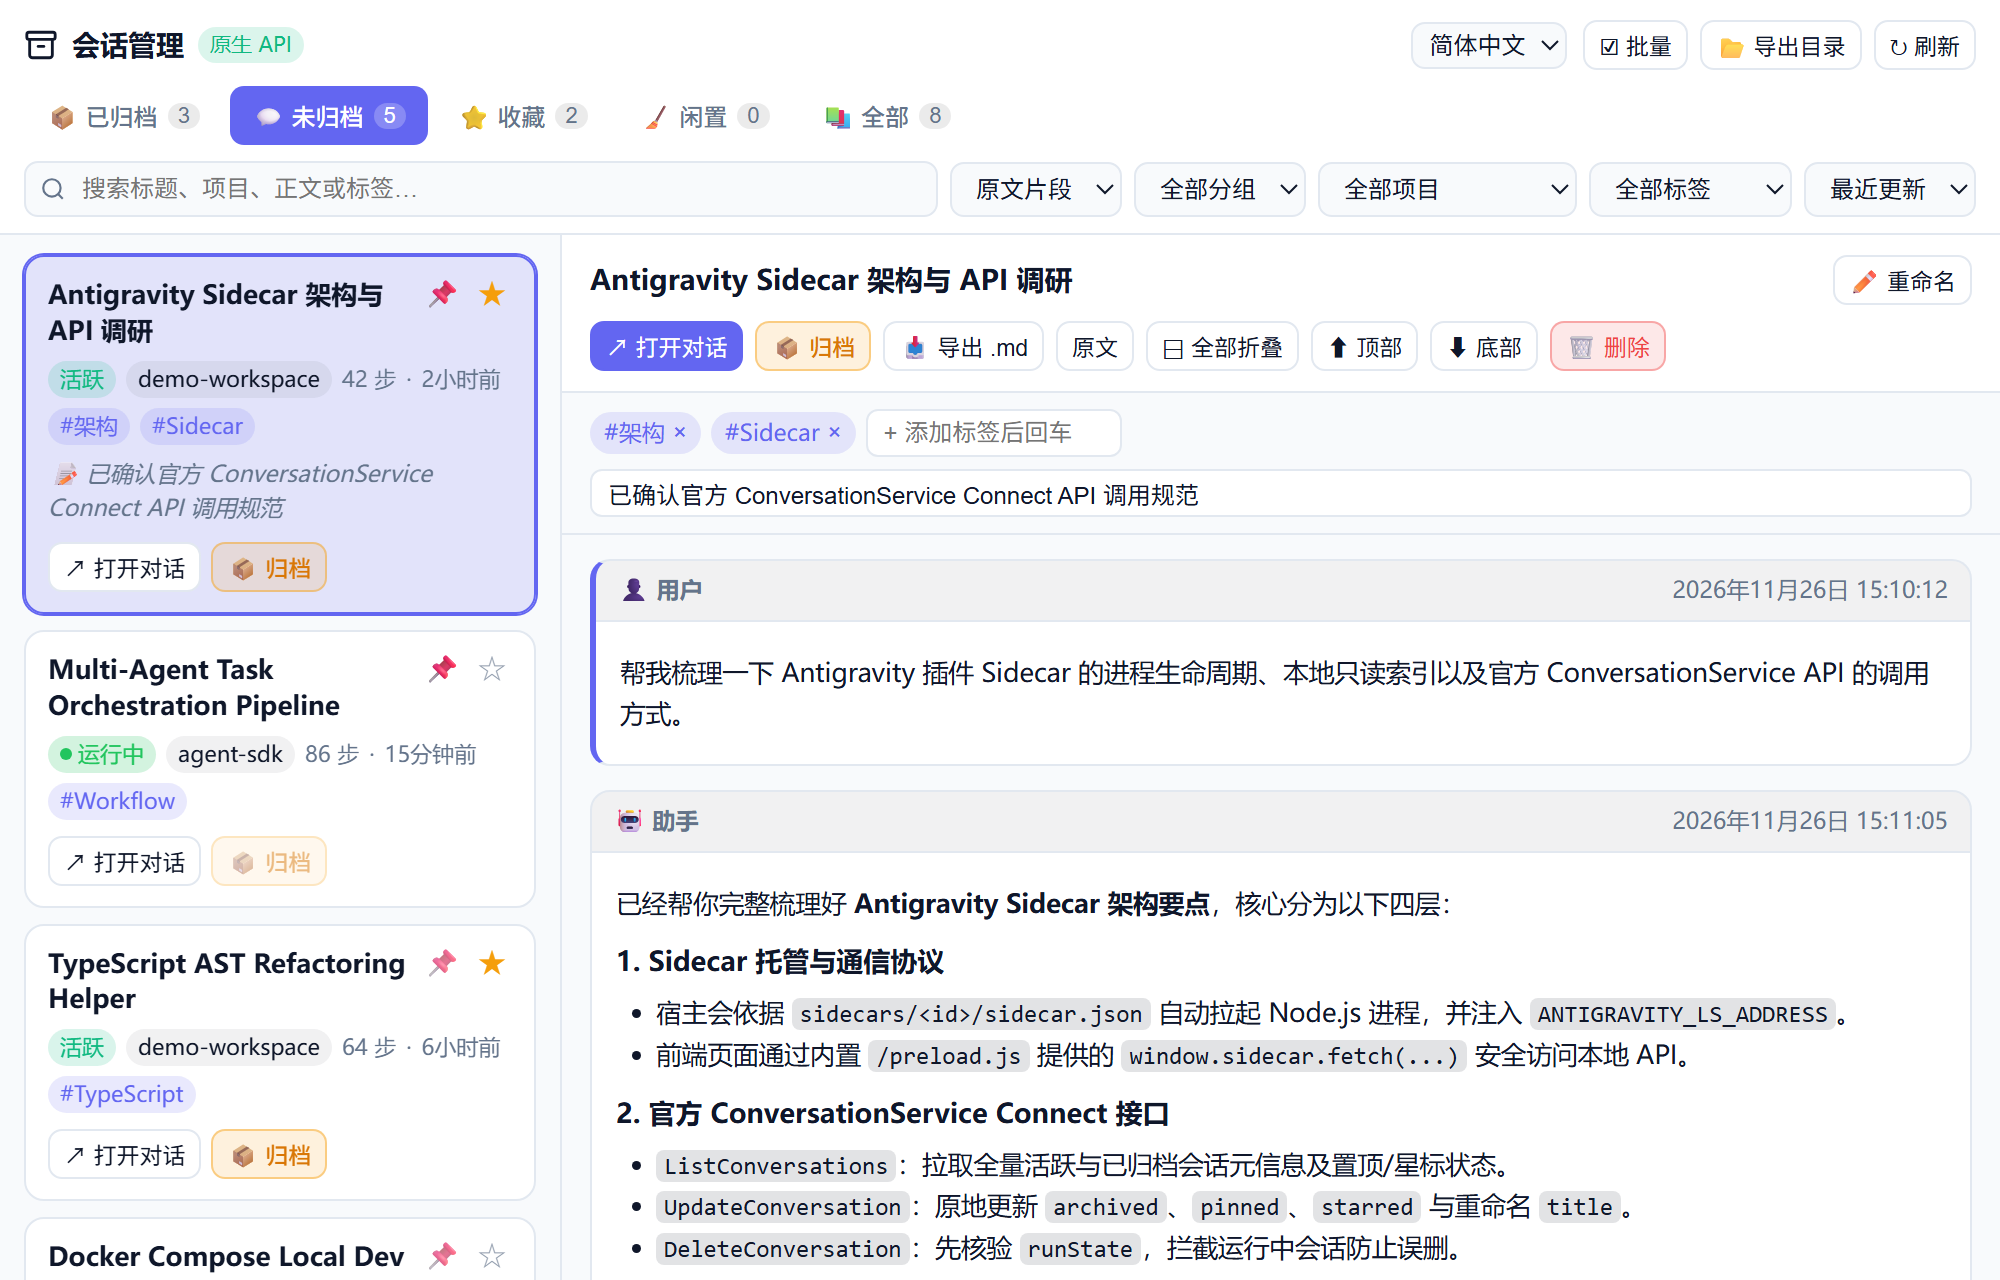 会话管理 原生 API
简体中文 批量 导出目录 刷新
已归档 3 未归档 5 收藏 2 闲置 0 全部 8
搜索标题、项目、正文或标签… 原文片段 全部分组 全部项目 全部标签 最近更新
Antigravity Sidecar 架构与
API 调研
活跃 demo-workspace 42 步 · 2小时前
#架构 #Sidecar
已确认官方 ConversationService
Connect API 调用规范
↗ 打开对话 归档
Multi-Agent Task
Orchestration Pipeline
运行中 agent-sdk 86 步 · 15分钟前
#Workflow
↗ 打开对话 归档
TypeScript AST Refactoring
Helper
活跃 demo-workspace 64 步 · 6小时前
#TypeScript
↗ 打开对话 归档
Docker Compose Local Dev
Antigravity Sidecar 架构与 API 调研
重命名
↗ 打开对话 归档 导出 .md 原文 全部折叠 顶部 底部 删除
#架构 × #Sidecar × + 添加标签后回车
已确认官方 ConversationService Connect API 调用规范
用户 2026年11月26日 15:10:12
帮我梳理一下 Antigravity 插件 Sidecar 的进程生命周期、本地只读索引以及官方 ConversationService API 的调用
方式。
助手 2026年11月26日 15:11:05
已经帮你完整梳理好 Antigravity Sidecar 架构要点，核心分为以下四层：
1. Sidecar 托管与通信协议
• 宿主会依据 sidecars/<id>/sidecar.json 自动拉起 Node.js 进程，并注入 ANTIGRAVITY_LS_ADDRESS。
• 前端页面通过内置 /preload.js 提供的 window.sidecar.fetch(...) 安全访问本地 API。
2. 官方 ConversationService Connect 接口
• ListConversations：拉取全量活跃与已归档会话元信息及置顶/星标状态。
• UpdateConversation：原地更新 archived、pinned、starred 与重命名 title。
• DeleteConversation：先核验 runState，拦截运行中会话防止误删。